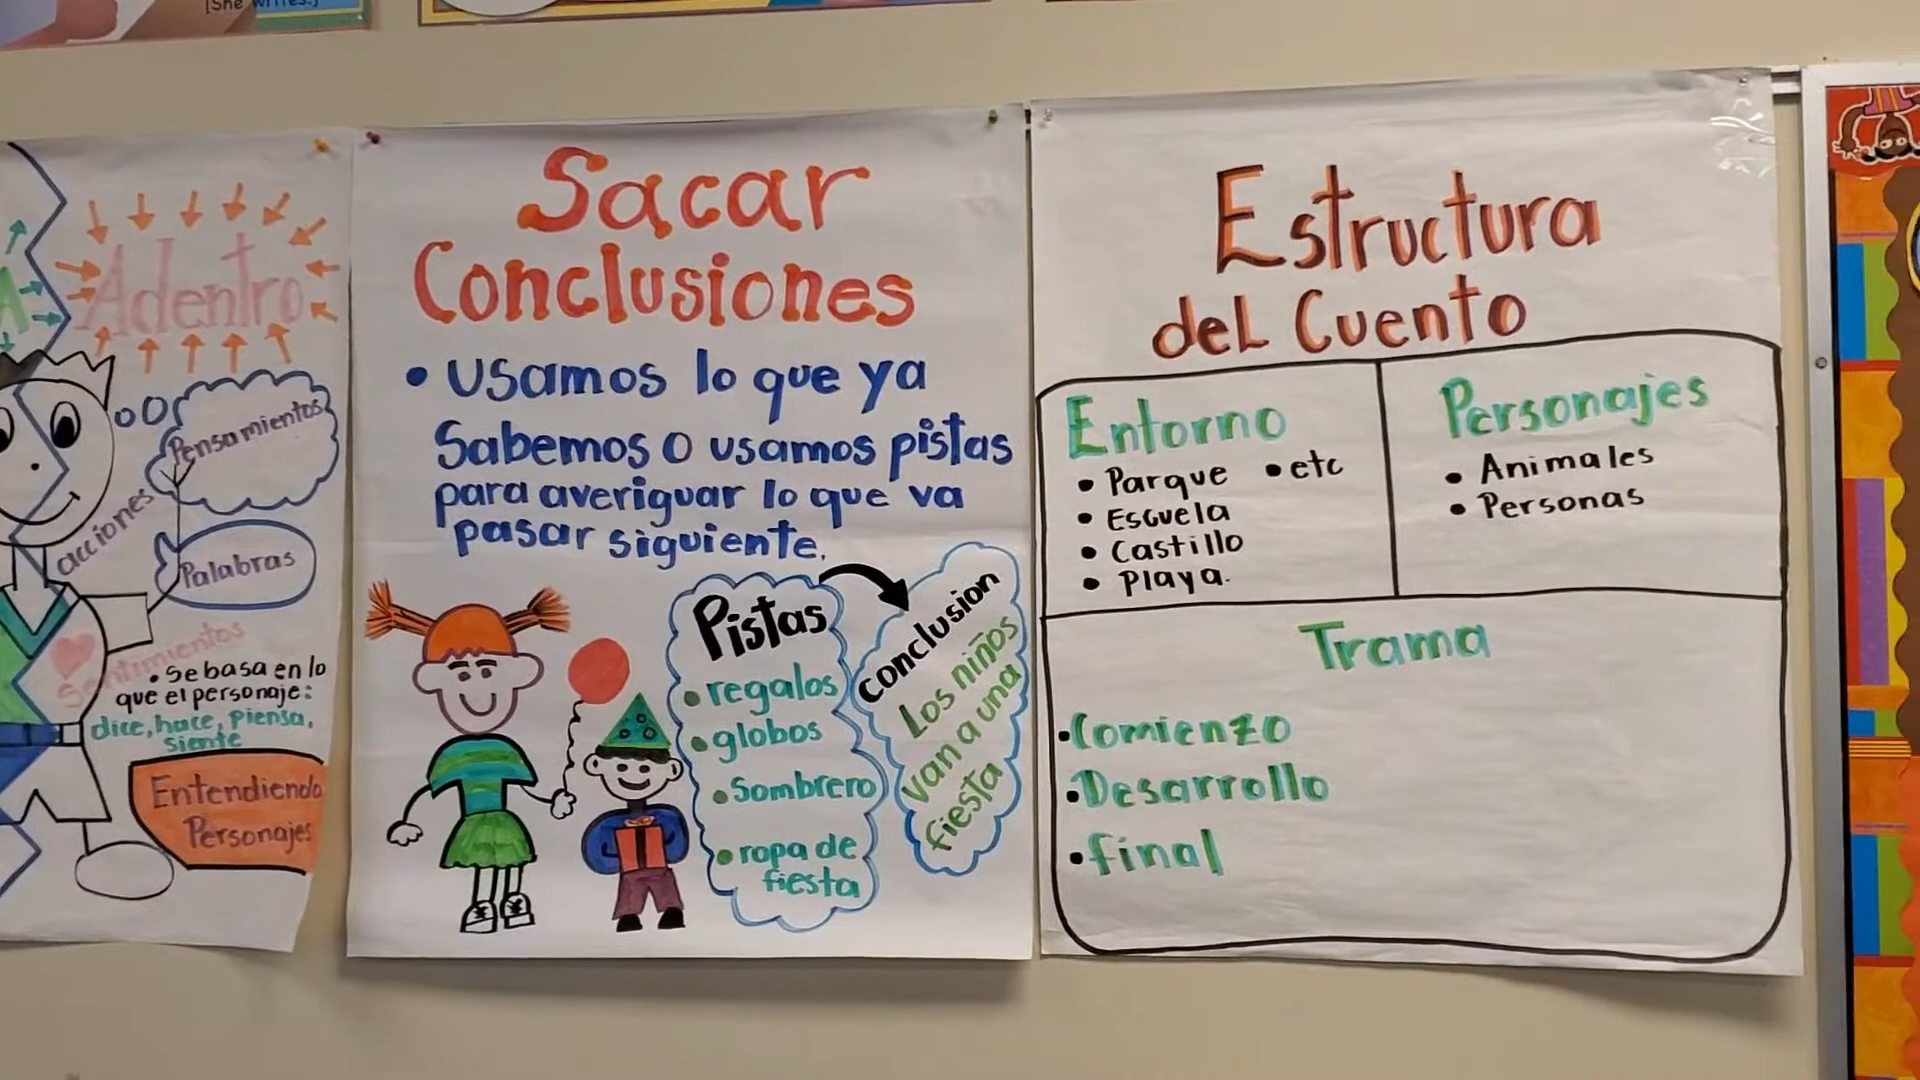 [She writes.]
Adentro
Pensamientos
acciones
Palabras
Sentimientos
• Se basa en lo
que el personaje:
dice, hace, piensa,
siente
Entendiendo
Personajes
Sacar
Conclusiones
• Usamos lo que ya
Sabemos o usamos pistas
para averiguar lo que va
pasar siguiente.
Pistas
• regalos
• globos
• Sombrero
• ropa de
fiesta
Conclusion
Los niños
van a una
fiesta
Estructura
del Cuento
Entorno
• Parque • etc
• Escuela
• Castillo
• Playa.
Personajes
• Animales
• Personas
Trama
• Comienzo
• Desarrollo
• final